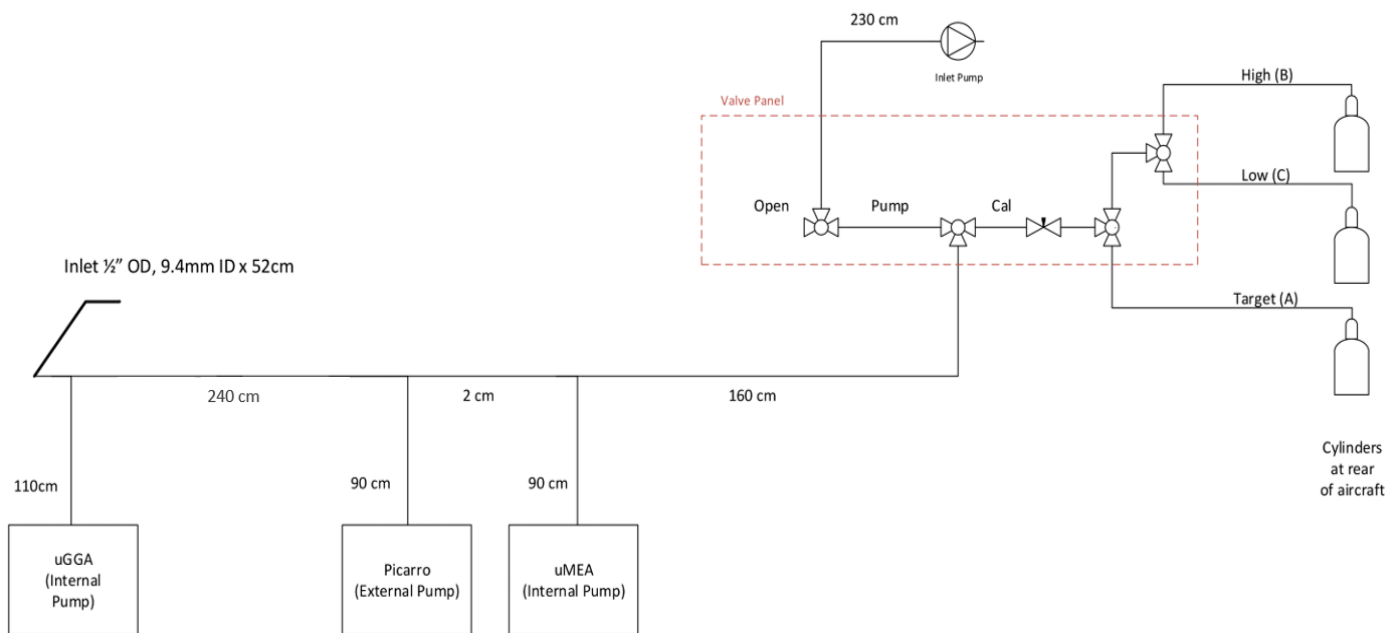 230 cm
Inlet Pump
High (B)
Valve Panel
Low (C)
Open
Pump
Cal
Inlet ½” OD, 9.4mm ID x 52cm
Target (A)
240 cm
2 cm
160 cm
Cylinders
at rear
of aircraft
110cm
90 cm
90 cm
uGGA
(Internal
Pump)
Picarro
(External Pump)
uMEA
(Internal Pump)